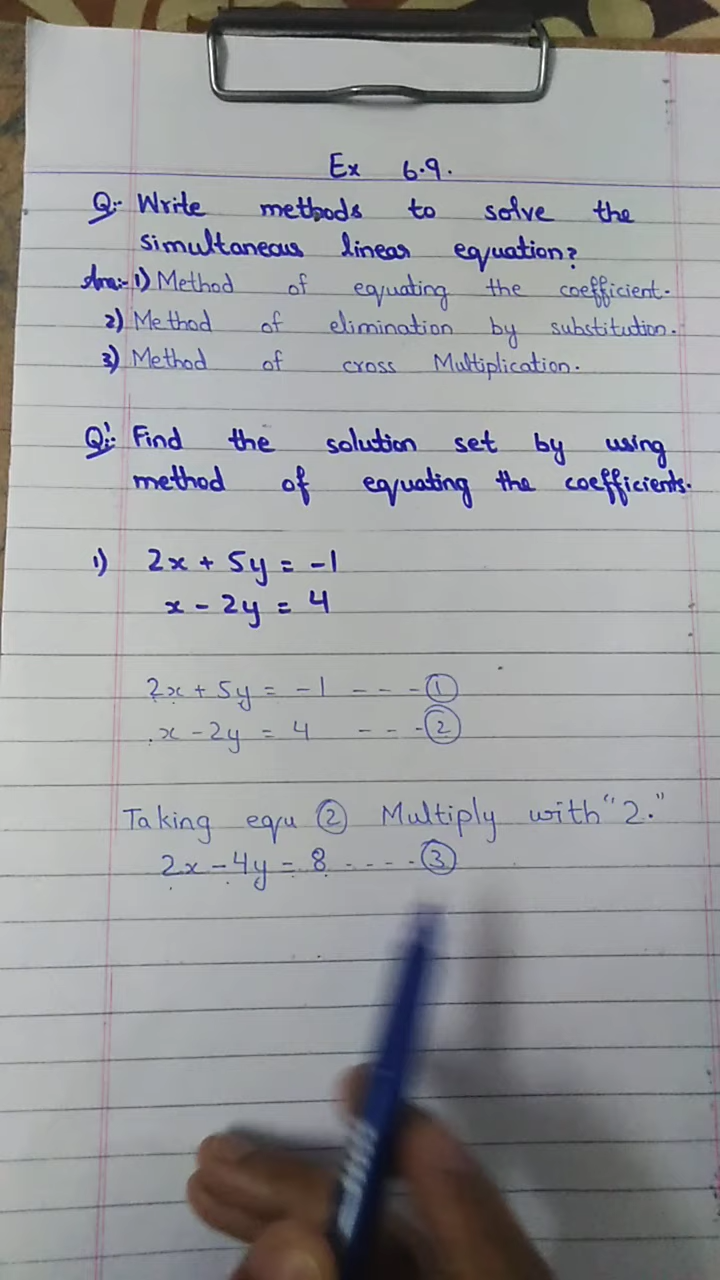 Ex 6.9.
Q:- Write methods to solve the
simultaneous linear equation?
Ans:- 1) Method of equating the coefficient.
2) Method of elimination by substitution.
3) Method of cross Multiplication.
Q:- Find the solution set by using
method of equating the coefficients.
1) 2x + 5y = -1
x - 2y = 4
2x + 5y = -1 - - - ①
x - 2y = 4 - - - ②
Taking equ ② Multiply with "2."
2x - 4y = 8 - - - - ③